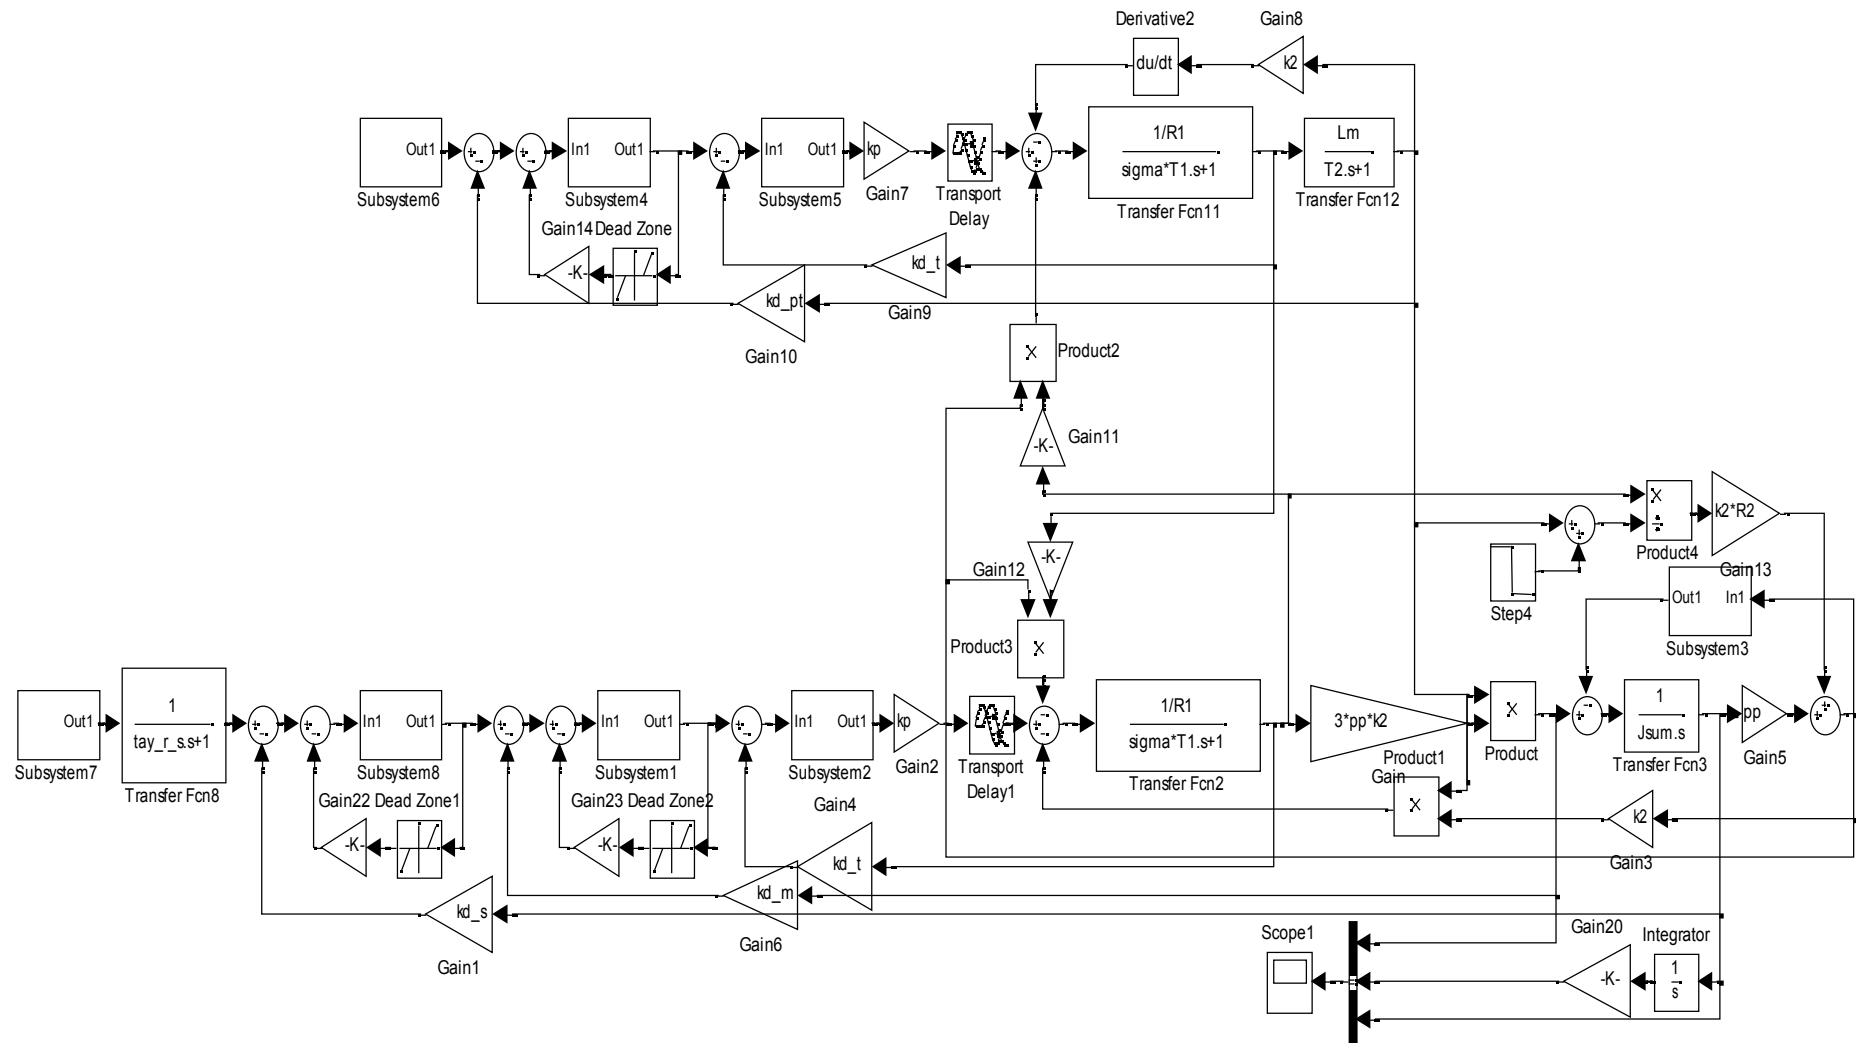 Derivative2
Gain8
du/dt
k2
Out1
Subsystem6
In1 Out1
Subsystem4
In1 Out1
Subsystem5
kp
Gain7
Transport
Delay
1/R1
sigma*T1.s+1
Transfer Fcn11
Lm
T2.s+1
Transfer Fcn12
Gain14
Dead Zone
-K-
kd_t
Gain9
kd_pt
Gain10
X
Product2
-K-
Gain11
-K-
Gain12
X
Product3
X
÷
Product4
k2*R2
Gain13
Step4
Out1 In1
Subsystem3
Out1
Subsystem7
1
tay_r_s.s+1
Transfer Fcn8
In1 Out1
Subsystem8
In1 Out1
Subsystem1
In1 Out1
Subsystem2
kp
Gain2
Transport
Delay1
1/R1
sigma*T1.s+1
Transfer Fcn2
3*pp*k2
Gain
Product1
X
X
Product
1
Jsum.s
Transfer Fcn3
pp
Gain5
Gain22
Dead Zone1
-K-
Gain23
Dead Zone2
-K-
Gain4
kd_t
k2
Gain3
kd_m
Gain6
kd_s
Gain1
Scope1
Gain20
-K-
Integrator
1
s